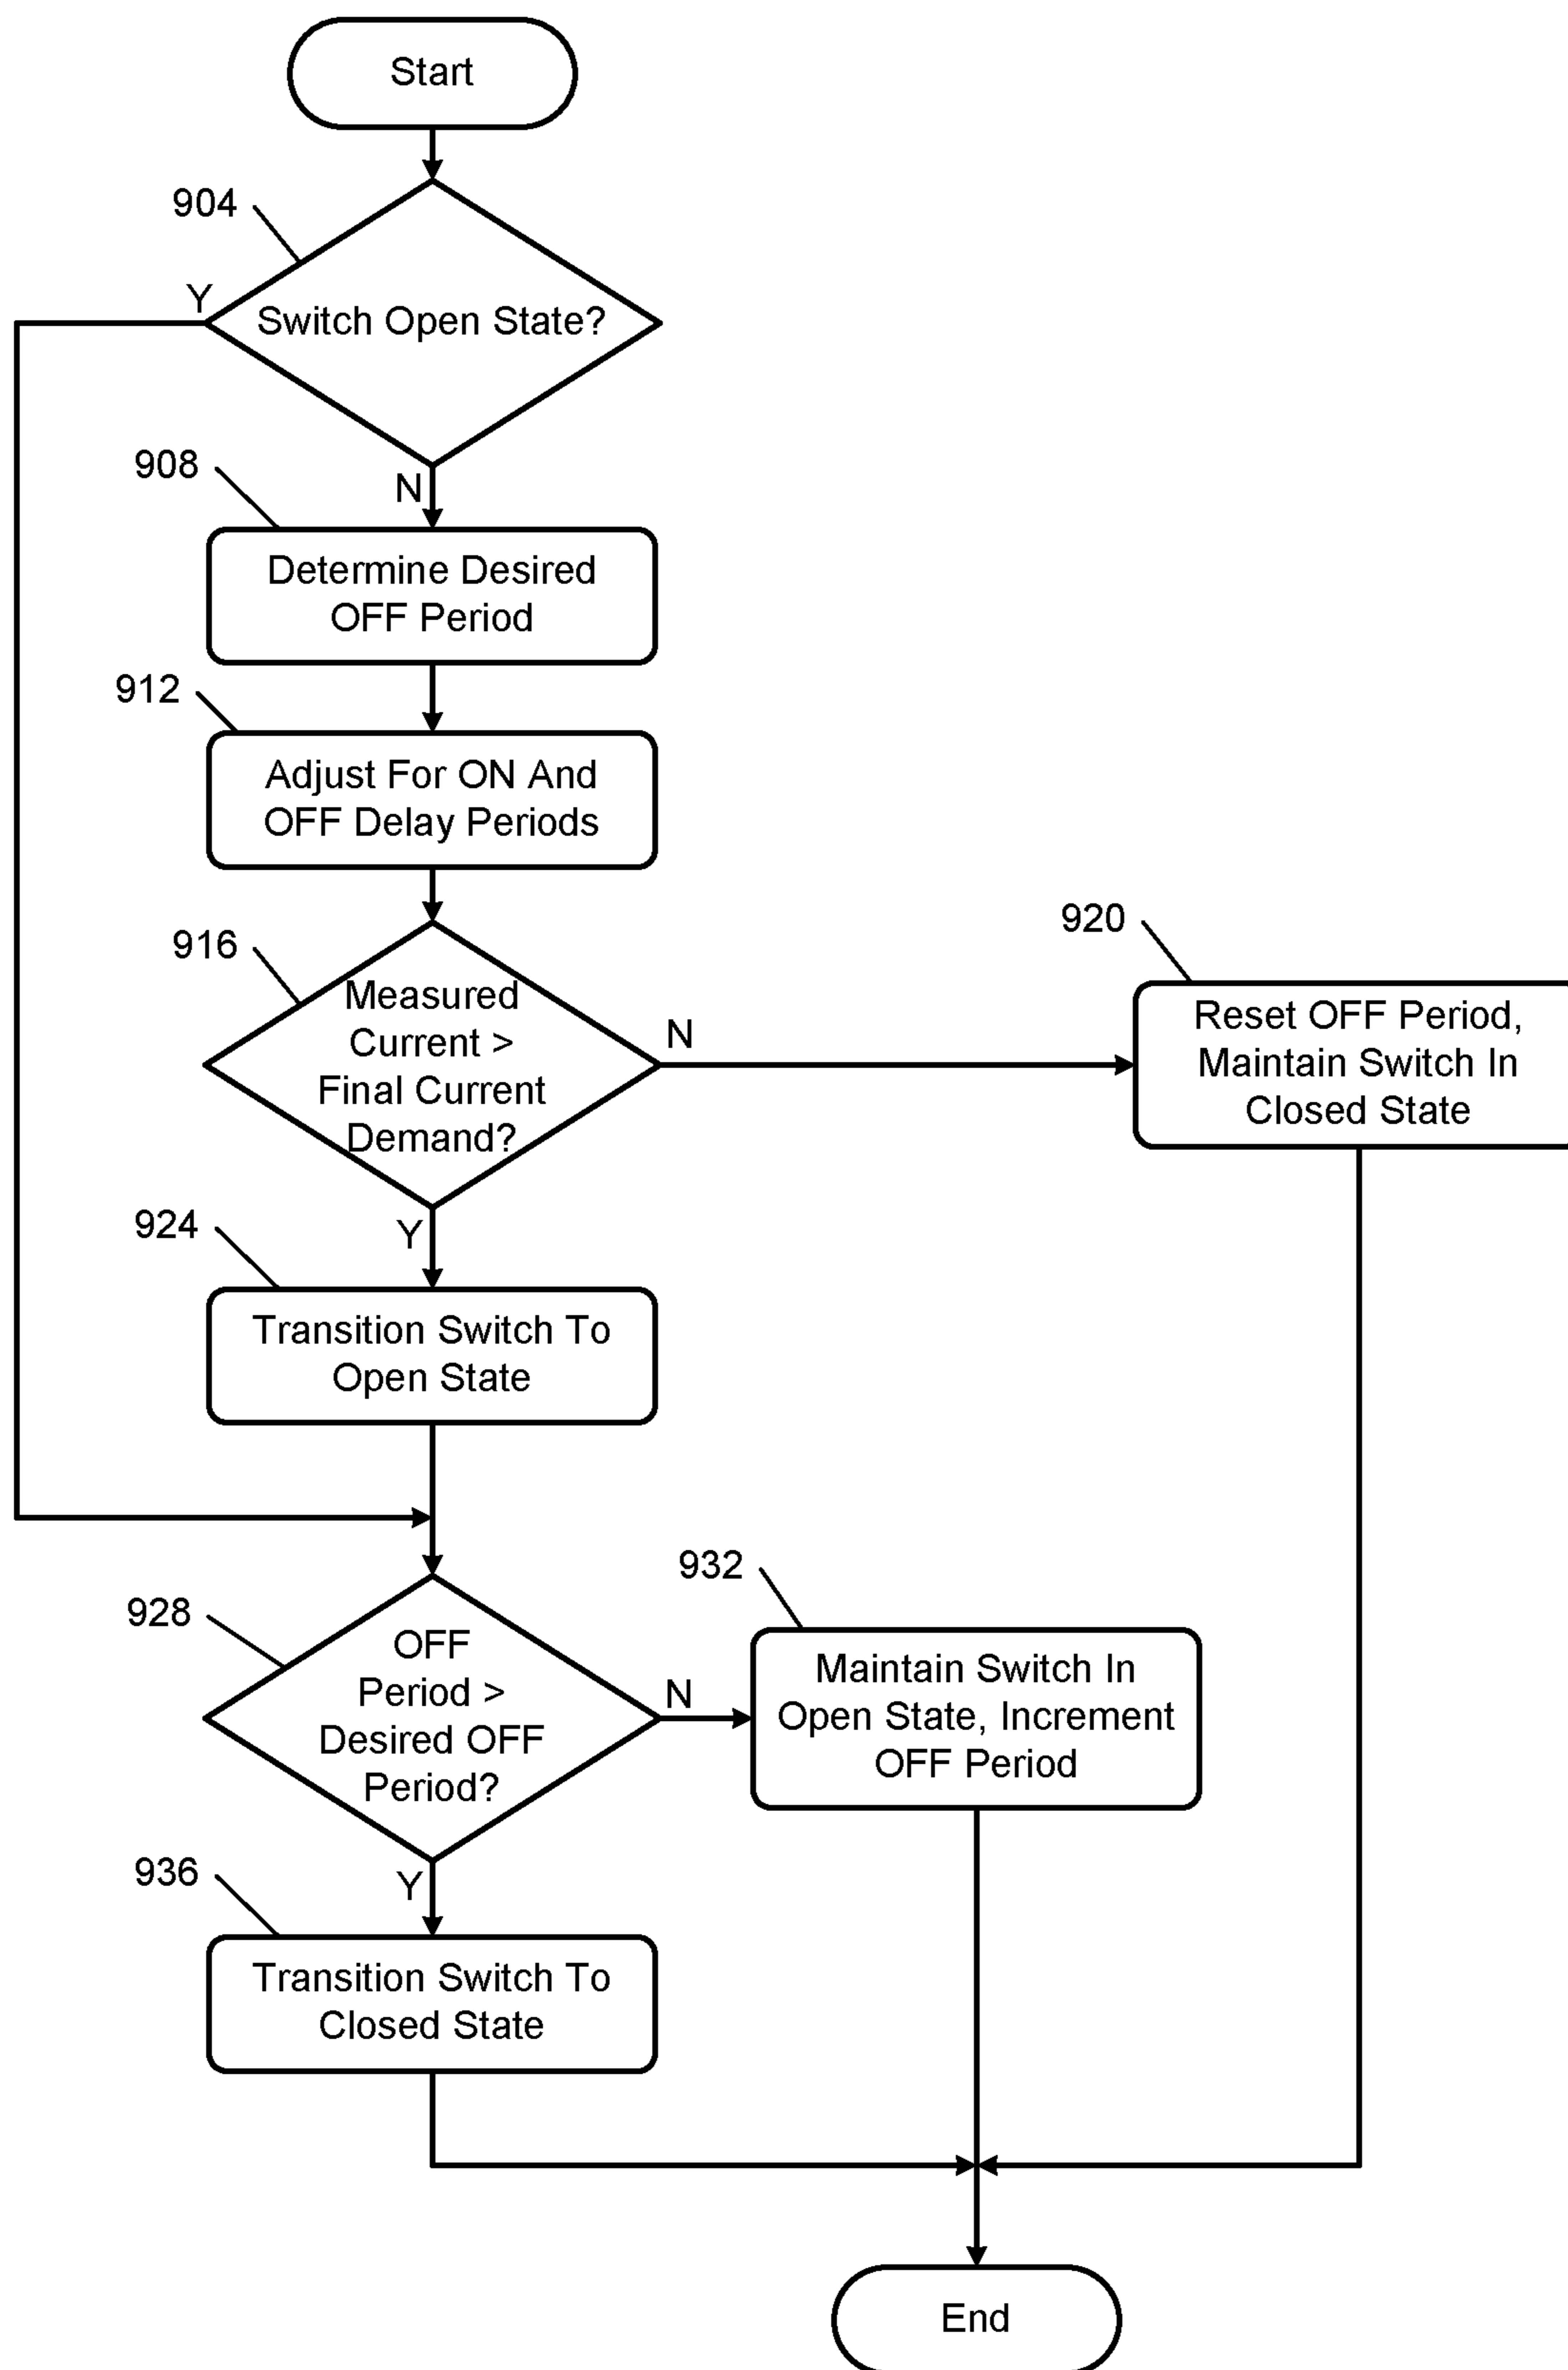 Start
904
Y
Switch Open State?
N
908
Determine Desired
OFF Period
912
Adjust For ON And
OFF Delay Periods
916
Measured
Current >
Final Current
Demand?
N
920
Reset OFF Period,
Maintain Switch In
Closed State
Y
924
Transition Switch To
Open State
928
OFF
Period >
Desired OFF
Period?
N
932
Maintain Switch In
Open State, Increment
OFF Period
Y
936
Transition Switch To
Closed State
End